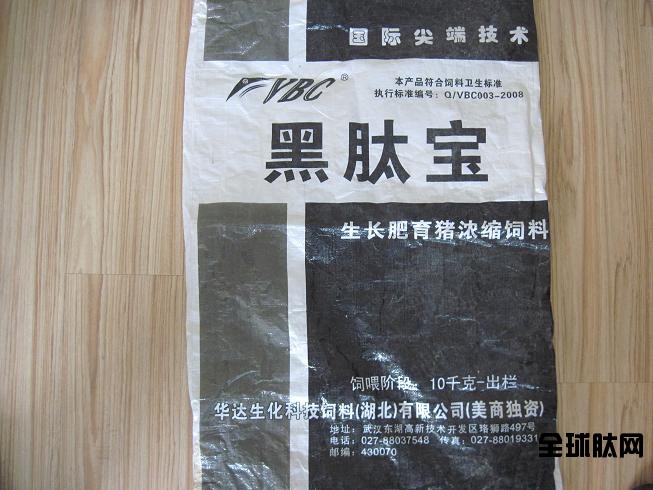 国际尖端技术
VBC®
本产品符合饲料卫生标准
执行标准编号：Q/VBC003-2008
黑肽宝
生长肥育猪浓缩饲料
饲喂阶段：10千克-出栏
华达生化科技饲料(湖北)有限公司(美商独资)
地址：武汉东湖高新技术开发区珞狮路497号
电话：027-88037548 传真：027-88019331
邮编：430070
全球肽网